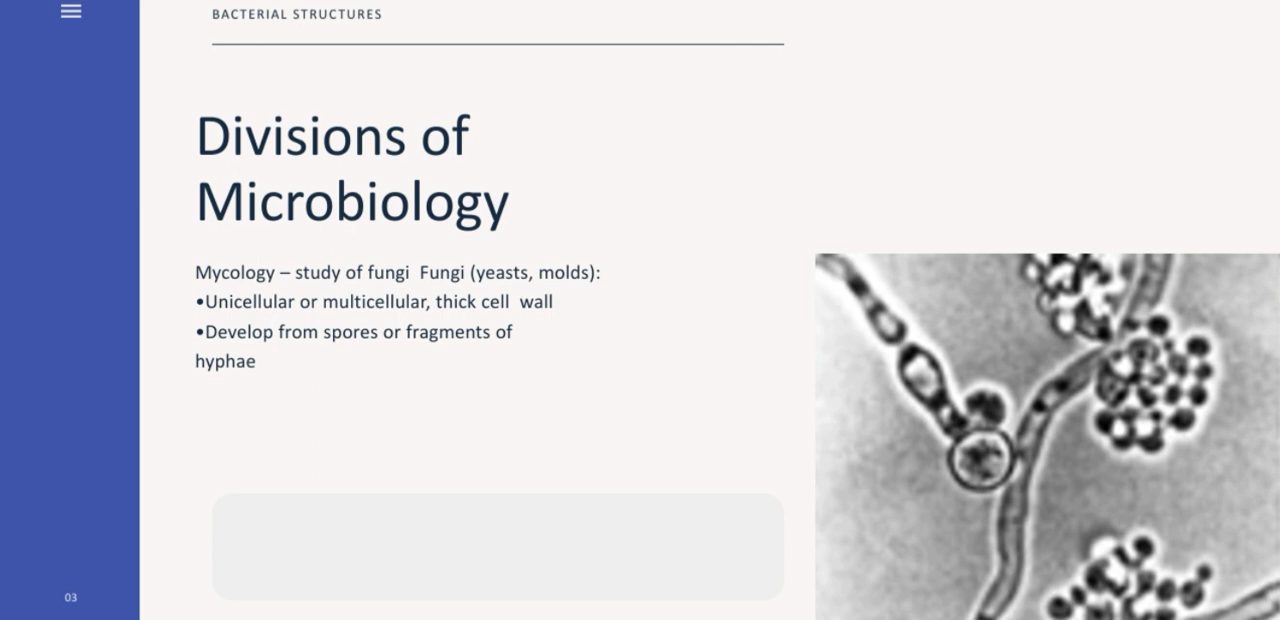 BACTERIAL STRUCTURES
Divisions of
Microbiology
Mycology – study of fungi  Fungi (yeasts, molds):
•Unicellular or multicellular, thick cell  wall
•Develop from spores or fragments of
hyphae
03